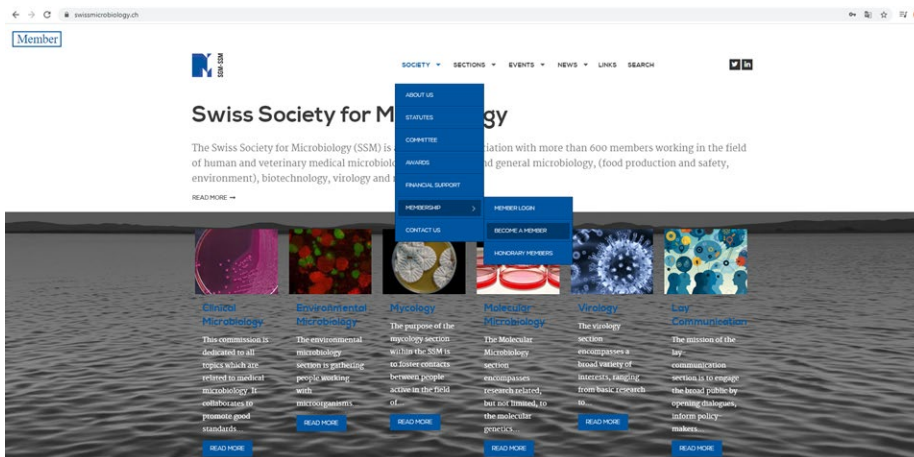 swissmicrobiology.ch
Member
SGM-SSM
SOCIETY SECTIONS EVENTS NEWS LINKS SEARCH
ABOUT US
STATUTES
COMMITTEE
AWARDS
FINANCIAL SUPPORT
MEMBERSHIP
CONTACT US
MEMBER LOGIN
BECOME A MEMBER
HONORARY MEMBERS
Swiss Society for M gy
The Swiss Society for Microbiology (SSM) is ciation with more than 600 members working in the field
of human and veterinary medical microbiolo nd general microbiology, (food production and safety,
environment), biotechnology, virology and
READ MORE →
Clinical
Microbiology
This commission is
dedicated to all
topics which are
related to medical
microbiology. It
collaborates to
promote good
standards...
READ MORE
Environmental
Microbiology
The environmental
microbiology
section is gathering
people working
with
microorganisms
READ MORE
Mycology
The purpose of the
mycology section
within the SSM is
to foster contacts
between people
active in the field
of...
READ MORE
Molecular
Microbiology
The Molecular
Microbiology
section
encompasses
research related,
but not limited, to
the molecular
genetics...
READ MORE
Virology
The virology
section
encompasses a
broad variety of
interests, ranging
from basic research
to...
READ MORE
Lay
Communication
The mission of the
lay-
communication
section is to engage
the broad public by
opening dialogues,
inform policy-
makers...
READ MORE